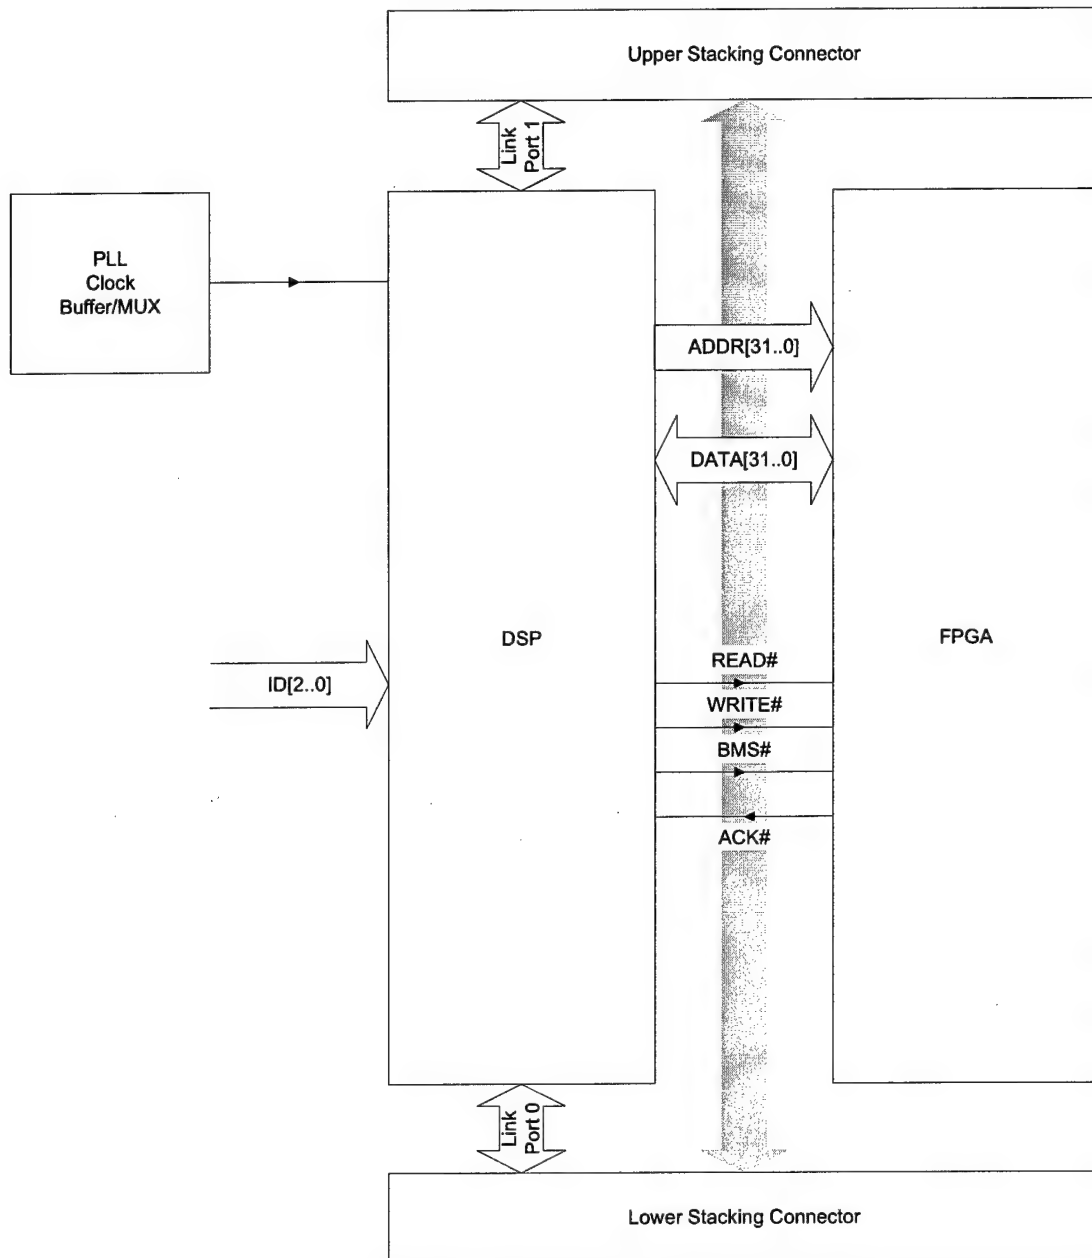 Upper Stacking Connector
Link
Port 1
PLL
Clock
Buffer/MUX
ADDR[31..0]
DATA[31..0]
DSP
FPGA
READ#
ID[2..0]
WRITE#
BMS#
ACK#
Link
Port 0
Lower Stacking Connector